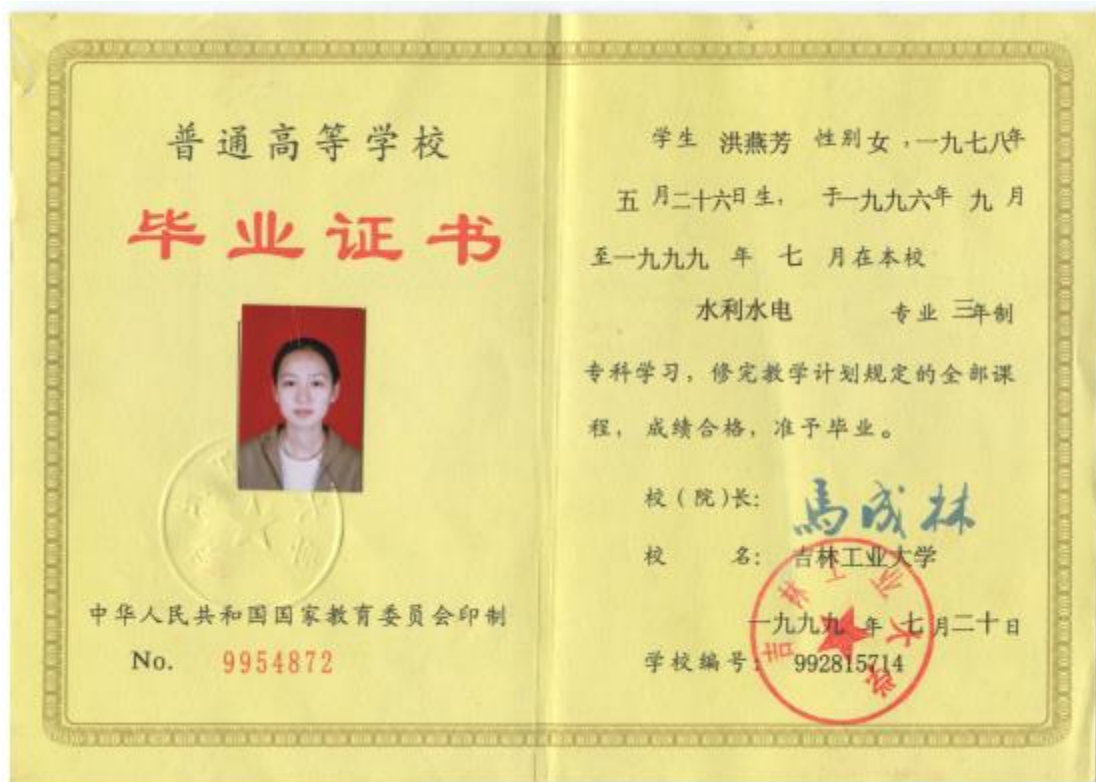 普通高等学校
毕业证书
中华人民共和国国家教育委员会印制
No. 9954872
学生 洪燕芳 性别女，一九七八年
五月二十六日生，于一九九六年 九 月
至一九九九 年 七 月在本校
水利水电 专业 三年制
专科学习，修完教学计划规定的全部课
程，成绩合格，准予毕业。
校（院）长： 馬成林
校 名： 吉林工业大学
一九九九 年 七月二十日
学校编号： 992815714
吉林工业大学